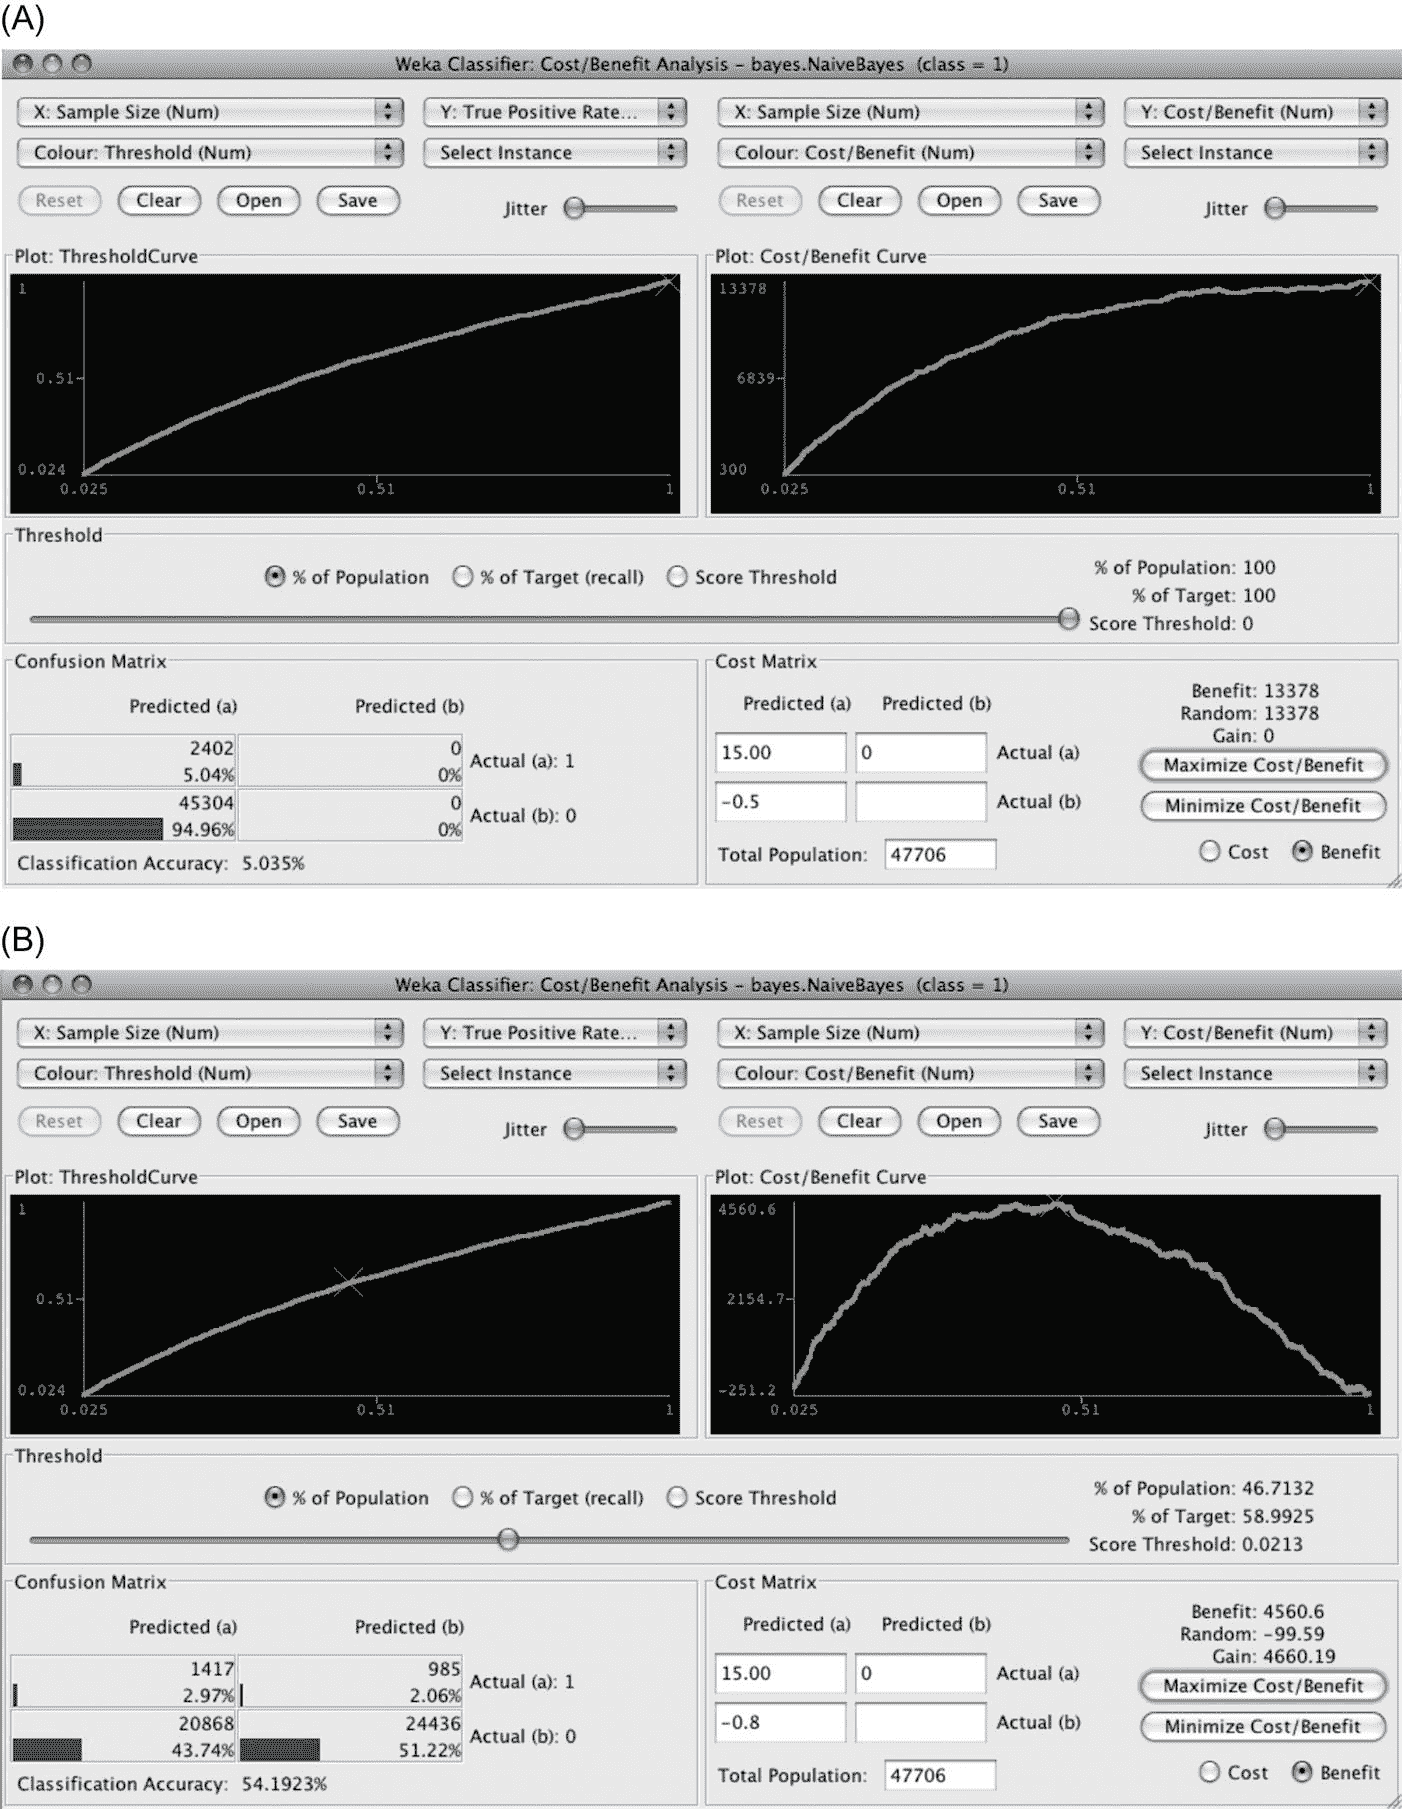 (A)
Weka Classifier: Cost/Benefit Analysis - bayes.NaiveBayes (class = 1)
X: Sample Size (Num) Y: True Positive Rate... X: Sample Size (Num) Y: Cost/Benefit (Num)
Colour: Threshold (Num) Select Instance Colour: Cost/Benefit (Num) Select Instance
Reset Clear Open Save Jitter Reset Clear Open Save Jitter
Plot: ThresholdCurve Plot: Cost/Benefit Curve
1 13378
0.51 6839
0.024 300
0.025 0.51 1 0.025 0.51 1
Threshold
% of Population % of Target (recall) Score Threshold
% of Population: 100
% of Target: 100
Score Threshold: 0
Confusion Matrix
Predicted (a) Predicted (b)
2402 0
5.04% 0%
Actual (a): 1
45304 0
94.96% 0%
Actual (b): 0
Classification Accuracy: 5.035%
Cost Matrix
Predicted (a) Predicted (b)
15.00 0 Actual (a)
-0.5 Actual (b)
Total Population: 47706
Benefit: 13378
Random: 13378
Gain: 0
Maximize Cost/Benefit
Minimize Cost/Benefit
Cost Benefit
(B)
Weka Classifier: Cost/Benefit Analysis - bayes.NaiveBayes (class = 1)
X: Sample Size (Num) Y: True Positive Rate... X: Sample Size (Num) Y: Cost/Benefit (Num)
Colour: Threshold (Num) Select Instance Colour: Cost/Benefit (Num) Select Instance
Reset Clear Open Save Jitter Reset Clear Open Save Jitter
Plot: ThresholdCurve Plot: Cost/Benefit Curve
1 4560.6
0.51 2154.7
0.024 -251.2
0.025 0.51 1 0.025 0.51 1
Threshold
% of Population % of Target (recall) Score Threshold
% of Population: 46.7132
% of Target: 58.9925
Score Threshold: 0.0213
Confusion Matrix
Predicted (a) Predicted (b)
1417 985
2.97% 2.06%
Actual (a): 1
20868 24436
43.74% 51.22%
Actual (b): 0
Classification Accuracy: 54.1923%
Cost Matrix
Predicted (a) Predicted (b)
15.00 0 Actual (a)
-0.8 Actual (b)
Total Population: 47706
Benefit: 4560.6
Random: -99.59
Gain: 4660.19
Maximize Cost/Benefit
Minimize Cost/Benefit
Cost Benefit